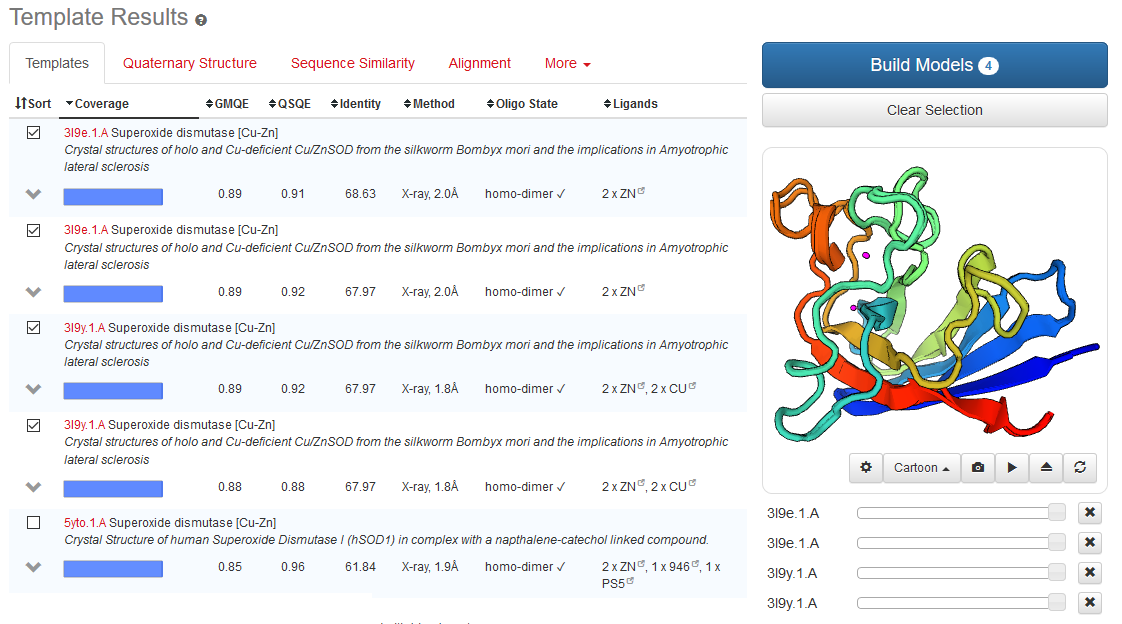 Template Results
Templates Quaternary Structure Sequence Similarity Alignment More
Sort Coverage GMQE QSQE Identity Method Oligo State Ligands
3l9e.1.A Superoxide dismutase [Cu-Zn]
Crystal structures of holo and Cu-deficient Cu/ZnSOD from the silkworm Bombyx mori and the implications in Amyotrophic
lateral sclerosis
0.89 0.91 68.63 X-ray, 2.0Å homo-dimer ✓ 2 x ZN
3l9e.1.A Superoxide dismutase [Cu-Zn]
Crystal structures of holo and Cu-deficient Cu/ZnSOD from the silkworm Bombyx mori and the implications in Amyotrophic
lateral sclerosis
0.89 0.92 67.97 X-ray, 2.0Å homo-dimer ✓ 2 x ZN
3l9y.1.A Superoxide dismutase [Cu-Zn]
Crystal structures of holo and Cu-deficient Cu/ZnSOD from the silkworm Bombyx mori and the implications in Amyotrophic
lateral sclerosis
0.89 0.92 67.97 X-ray, 1.8Å homo-dimer ✓ 2 x ZN, 2 x CU
3l9y.1.A Superoxide dismutase [Cu-Zn]
Crystal structures of holo and Cu-deficient Cu/ZnSOD from the silkworm Bombyx mori and the implications in Amyotrophic
lateral sclerosis
0.88 0.88 67.97 X-ray, 1.8Å homo-dimer ✓ 2 x ZN, 2 x CU
5yto.1.A Superoxide dismutase [Cu-Zn]
Crystal Structure of human Superoxide Dismutase I (hSOD1) in complex with a napthalene-catechol linked compound.
0.85 0.96 61.84 X-ray, 1.9Å homo-dimer ✓ 2 x ZN, 1 x 946, 1 x
PS5
Build Models 4
Clear Selection
Cartoon
3l9e.1.A
3l9e.1.A
3l9y.1.A
3l9y.1.A